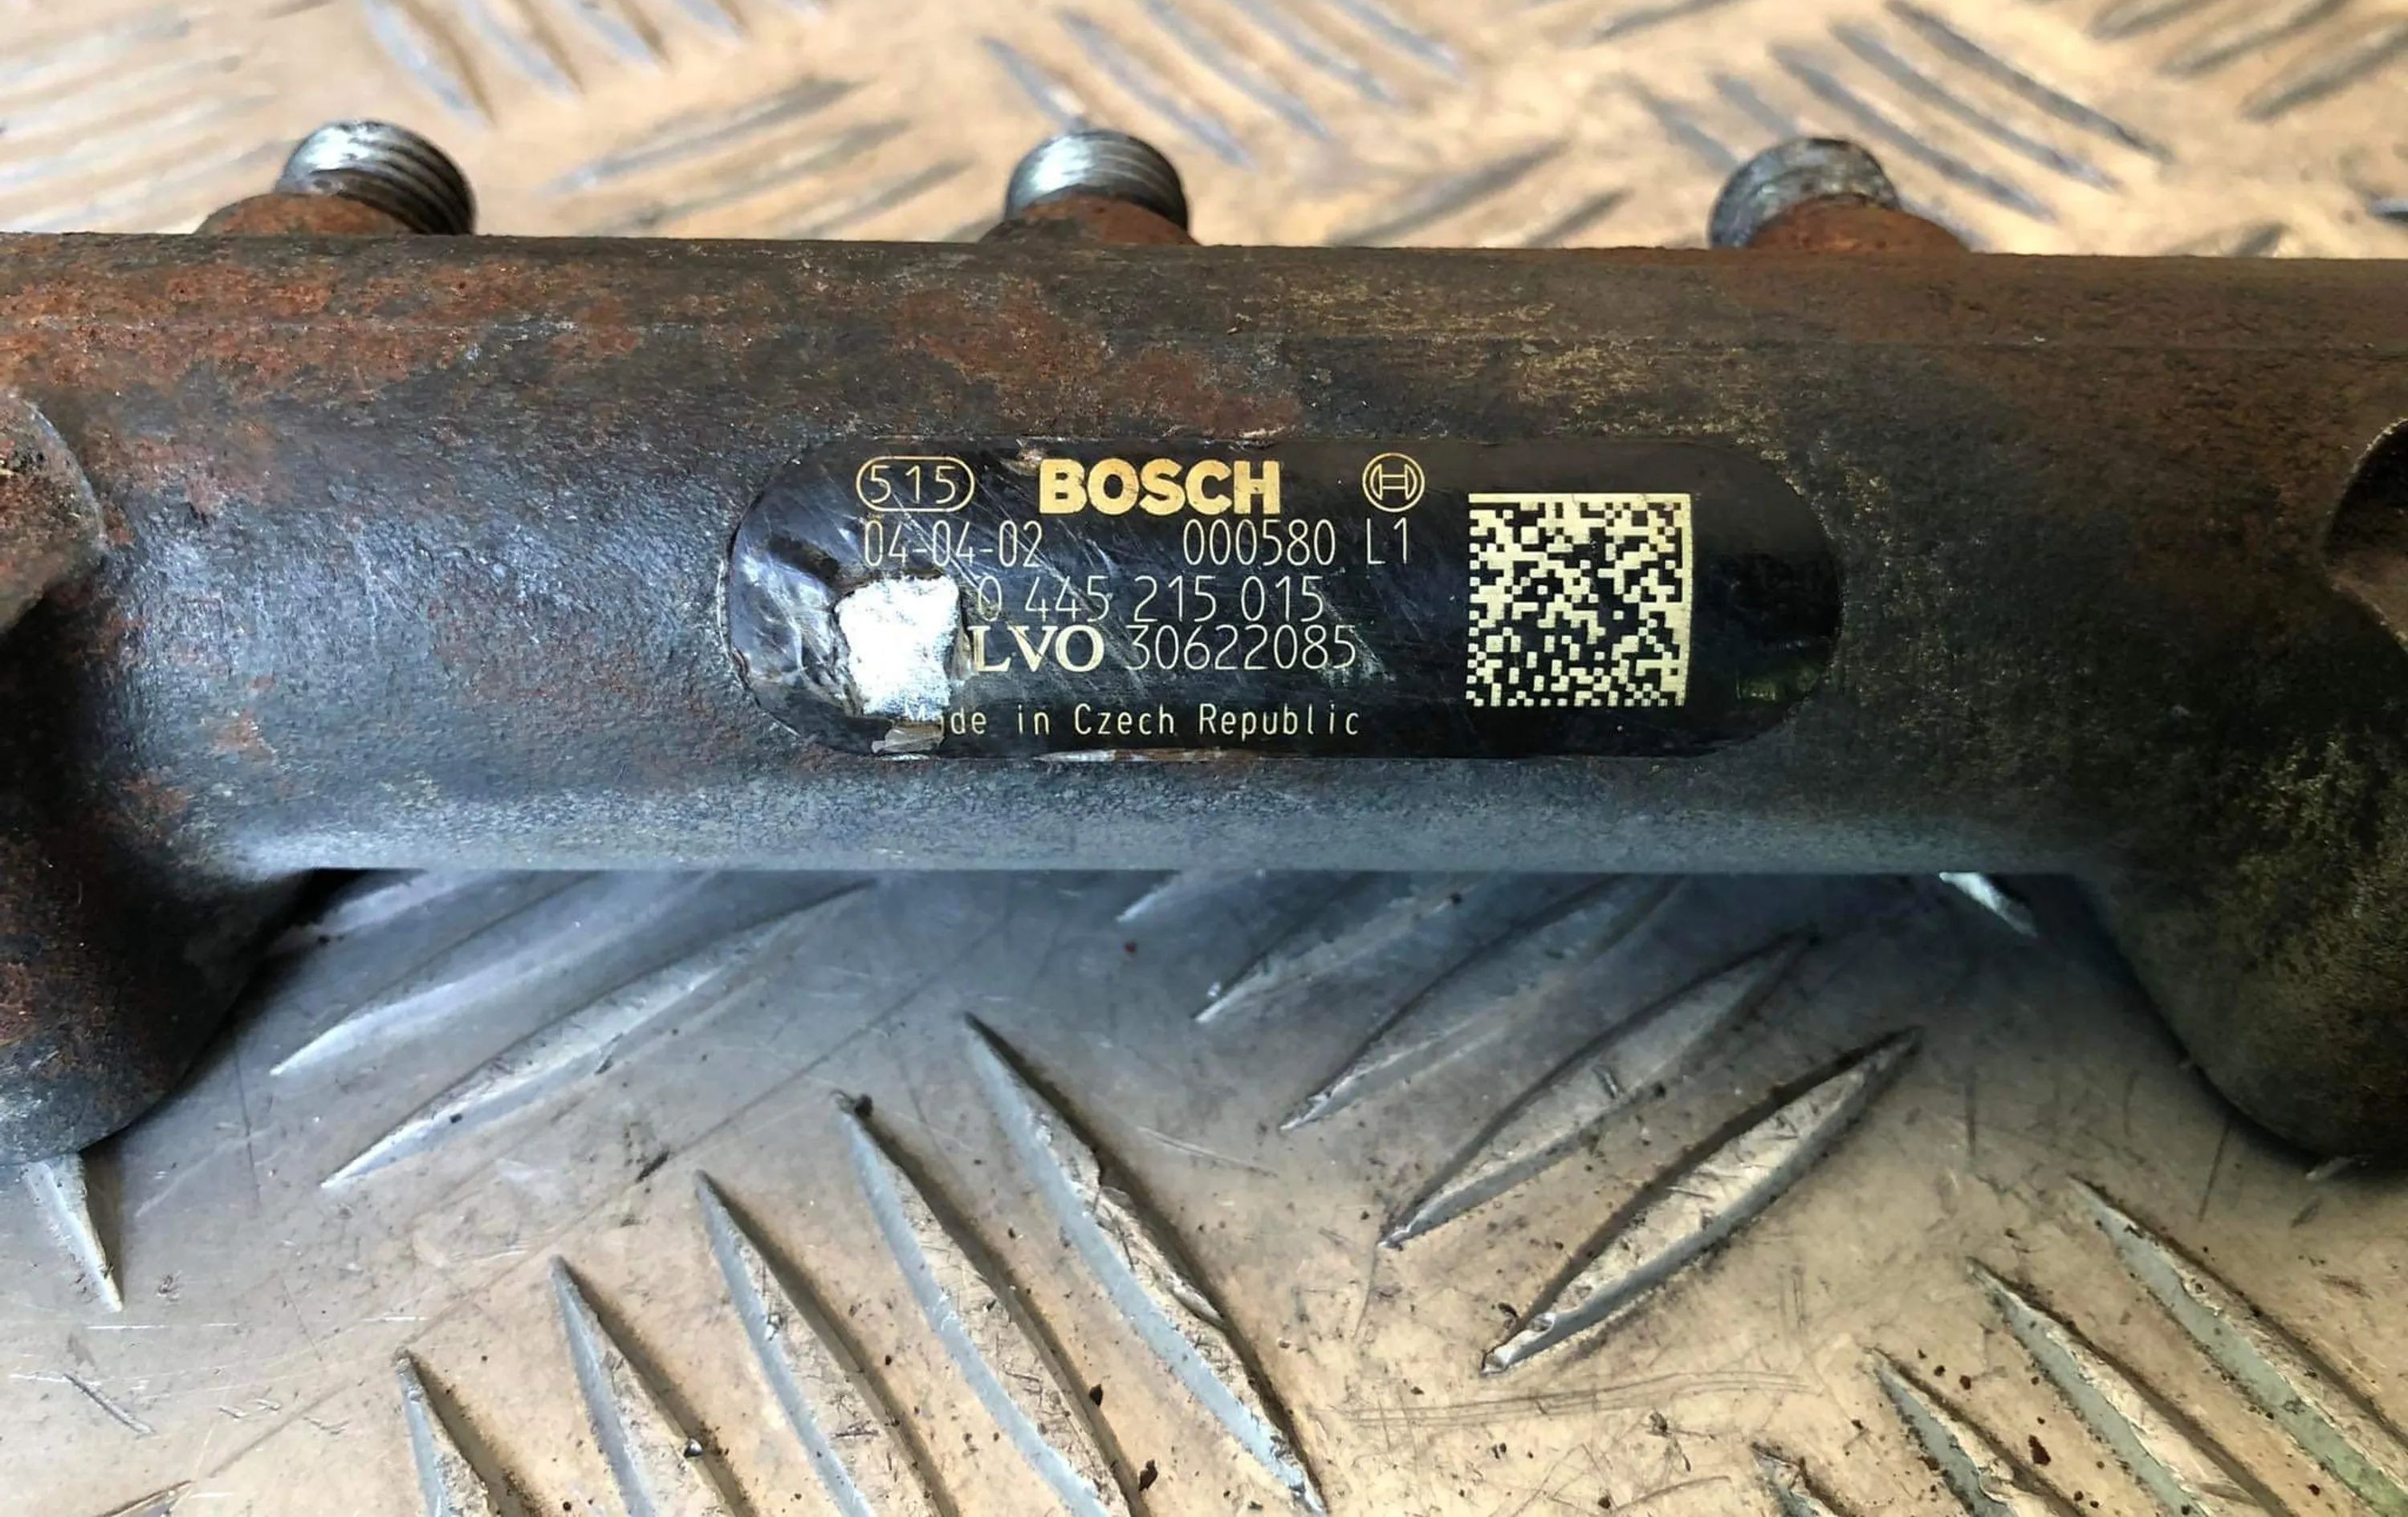 515 BOSCH
04-04-02 000580 L1
0 445 215 015
LVO 30622085
de in Czech Republic